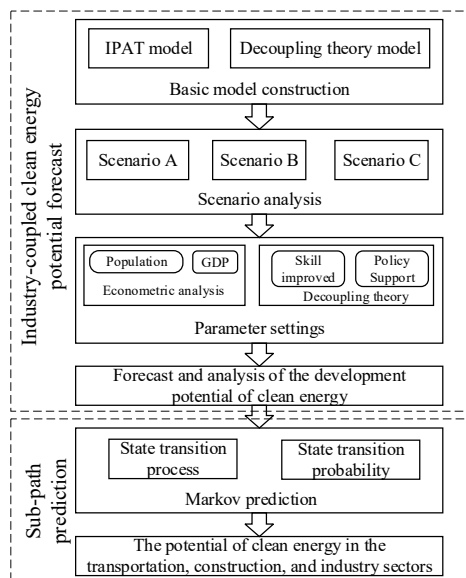 Industry-coupled clean energy
potential forecast
IPAT model
Decoupling theory model
Basic model construction
Scenario A
Scenario B
Scenario C
Scenario analysis
Population
GDP
Econometric analysis
Skill
improved
Policy
Support
Decoupling theory
Parameter settings
Forecast and analysis of the development
potential of clean energy
Sub-path
prediction
State transition
process
State transition
probability
Markov prediction
The potential of clean energy in the
transportation, construction, and industry sectors